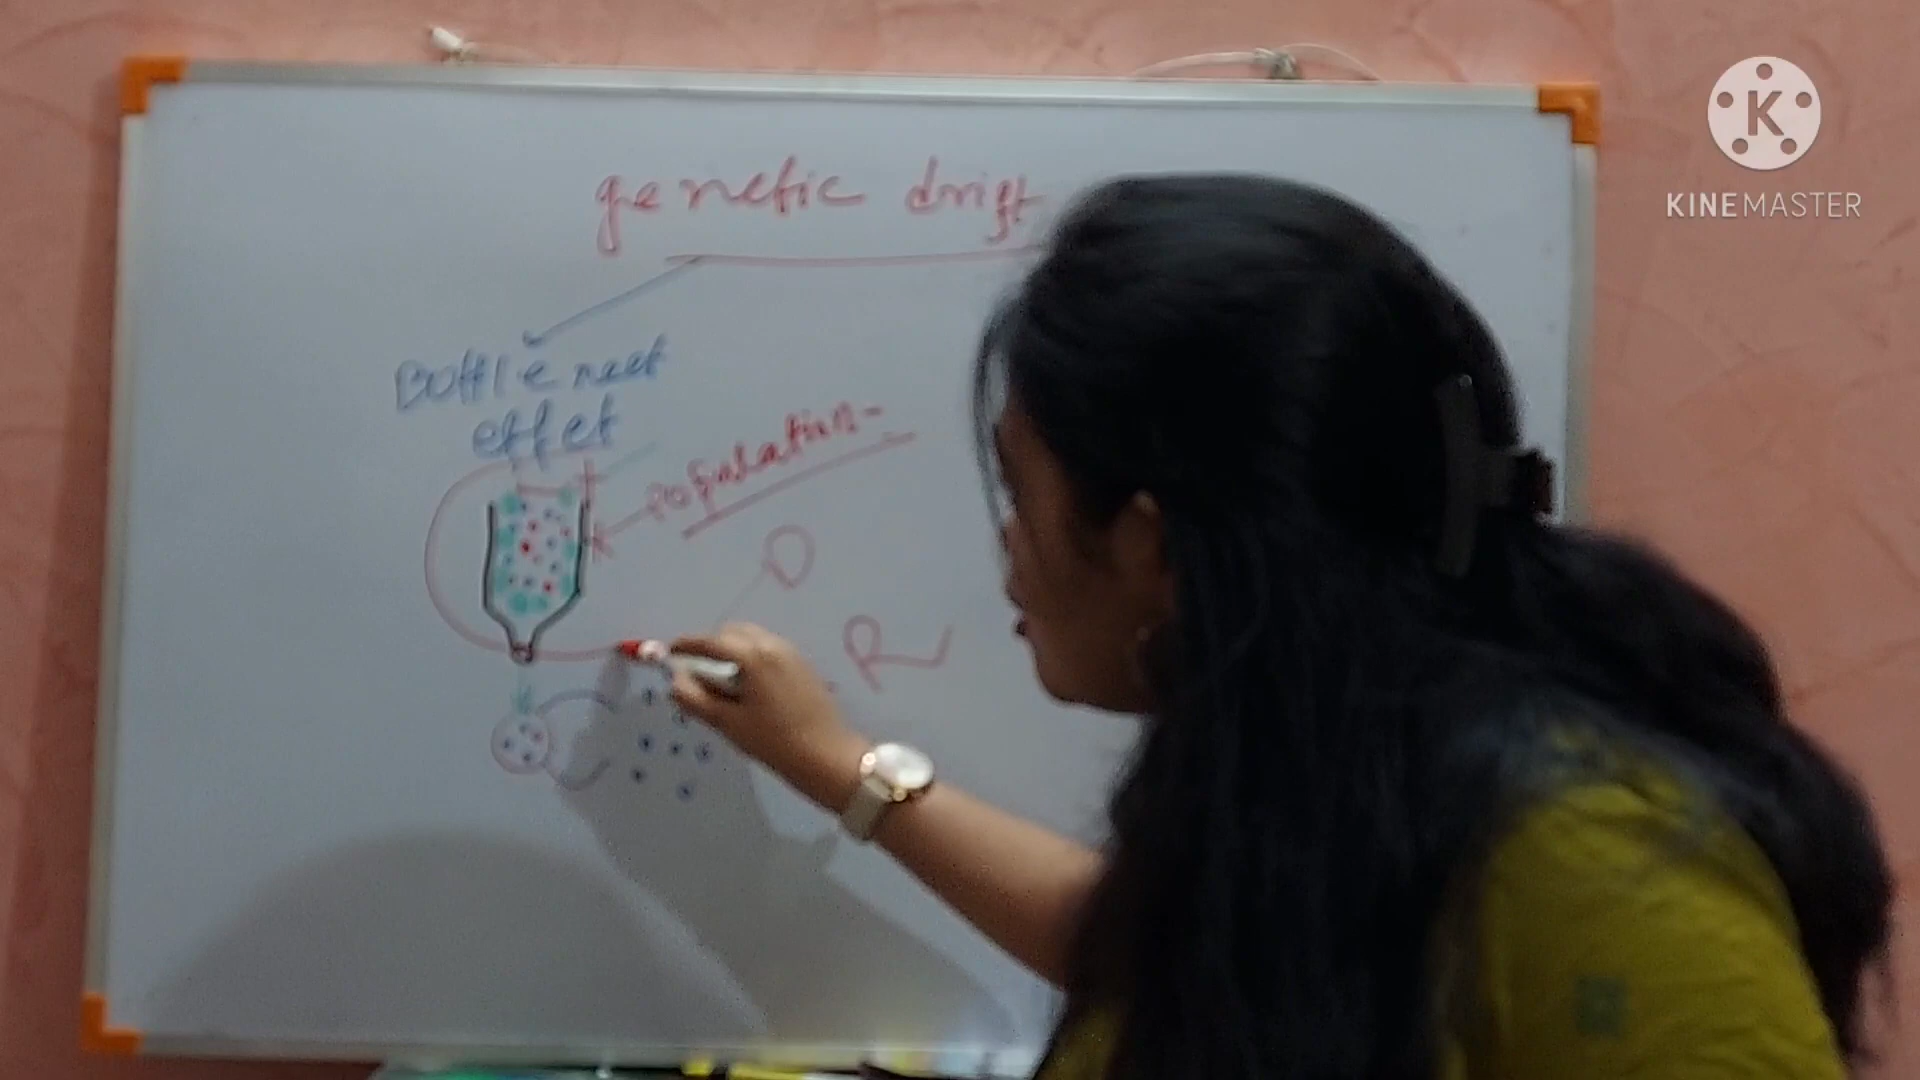 genetic drift
Bottle neck
effet
Population-
D
R
K
KINEMASTER